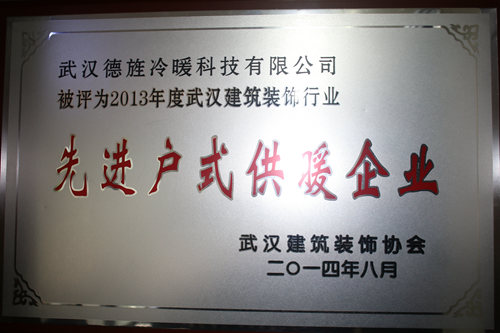 武汉德旌冷暖科技有限公司
被评为2013年度武汉建筑装饰行业
先进户式供暖企业
武汉建筑装饰协会
二〇一四年八月